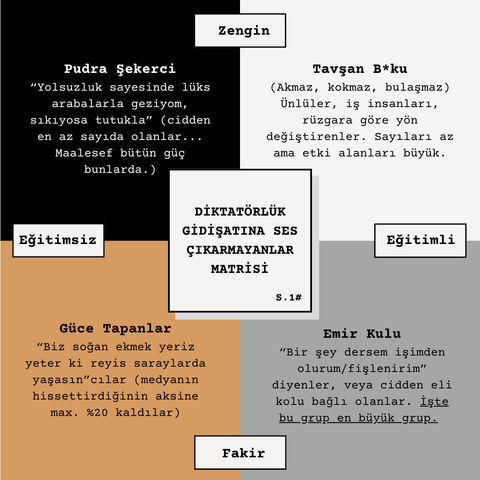 Zengin
Pudra Şekerci
“Yolsuzluk sayesinde lüks
arabalarla geziyom,
sıkıyosa tutukla” (cidden
en az sayıda olanlar...
Maalesef bütün güç
bunlarda.)
Tavşan B*ku
(Akmaz, kokmaz, bulaşmaz)
Ünlüler, iş insanları,
rüzgara göre yön
değiştirenler. Sayıları az
ama etki alanları büyük.
DİKTATÖRLÜK
GİDİŞATINA SES
ÇIKARMAYANLAR
MATRİSİ
S.1#
Eğitimsiz
Eğitimli
Güce Tapanlar
“Biz soğan ekmek yeriz
yeter ki reyis saraylarda
yaşasın”cılar (medyanın
hissettirdiğinin aksine
max. %20 kaldılar)
Emir Kulu
“Bir şey dersem işimden
olurum/fişlenirim”
diyenler, veya cidden eli
kolu bağlı olanlar. İşte
bu grup en büyük grup.
Fakir